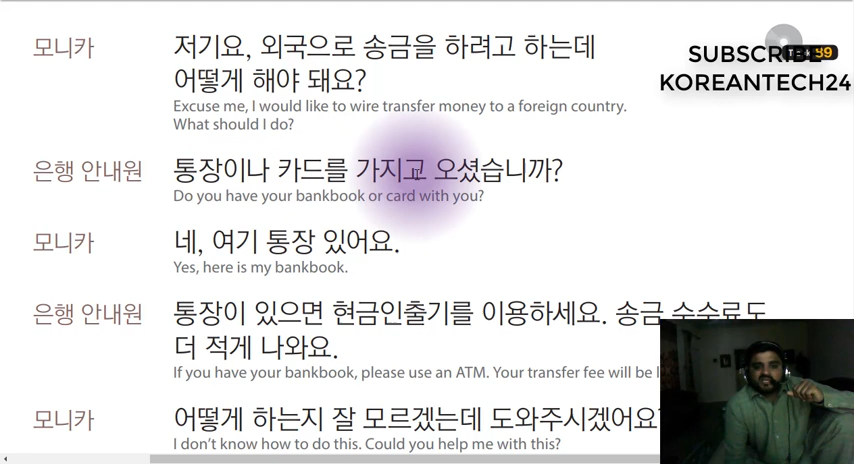 모니카
저기요, 외국으로 송금을 하려고 하는데
어떻게 해야 돼요?
Excuse me, I would like to wire transfer money to a foreign country.
What should I do?
SUBSCRIBE
89
KOREANTECH24
은행 안내원
통장이나 카드를 가지고 오셨습니까?
Do you have your bankbook or card with you?
모니카
네, 여기 통장 있어요.
Yes, here is my bankbook.
은행 안내원
통장이 있으면 현금인출기를 이용하세요. 송금 수수료도
더 적게 나와요.
If you have your bankbook, please use an ATM. Your transfer fee will be
모니카
어떻게 하는지 잘 모르겠는데 도와주시겠어요?
I don't know how to do this. Could you help me with this?